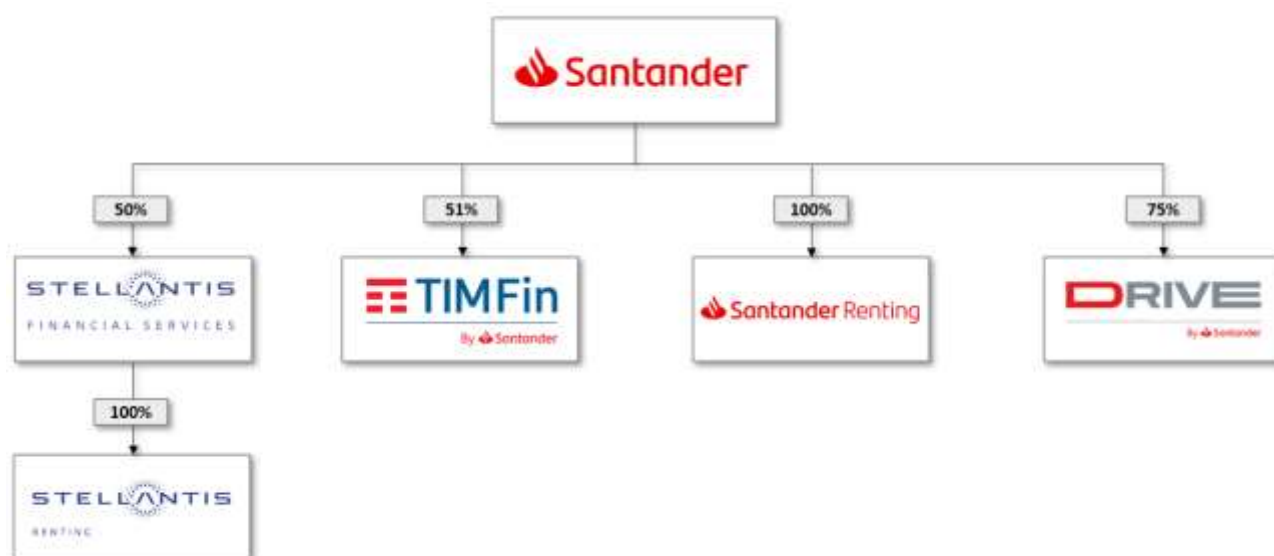 Santander
50%
51%
100%
75%
STELLANTIS
FINANCIAL SERVICES
TIMFin
By Santander
Santander Renting
DRIVE
By Santander
100%
STELLANTIS
RENTING